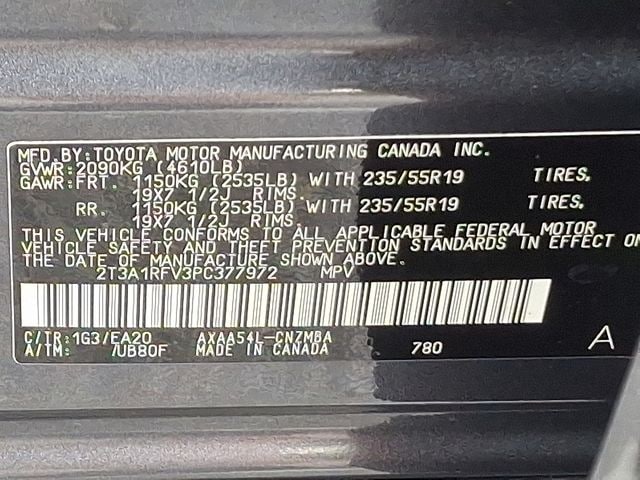 MFD.BY:TOYOTA MOTOR MANUFACTURING CANADA INC.
GVWR:2090KG (4610LB)
GAWR:FRT. 1150KG (2535LB) WITH 235/55R19 TIRES.
19X7 1/2J RIMS.
RR. 1150KG (2535LB) WITH 235/55R19 TIRES.
19X7 1/2J RIMS.
THIS VEHICLE CONFORMS TO ALL APPLICABLE FEDERAL MOTOR
VEHICLE SAFETY AND THEFT PREVENTION STANDARDS IN EFFECT
THE DATE OF MANUFACTURE SHOWN ABOVE.
2T3A1RFV3PC377972 MPV
C/TR:1G3/EA20 AXAA54L-CNZMBA
A/TM: /UB80F MADE IN CANADA 780 A